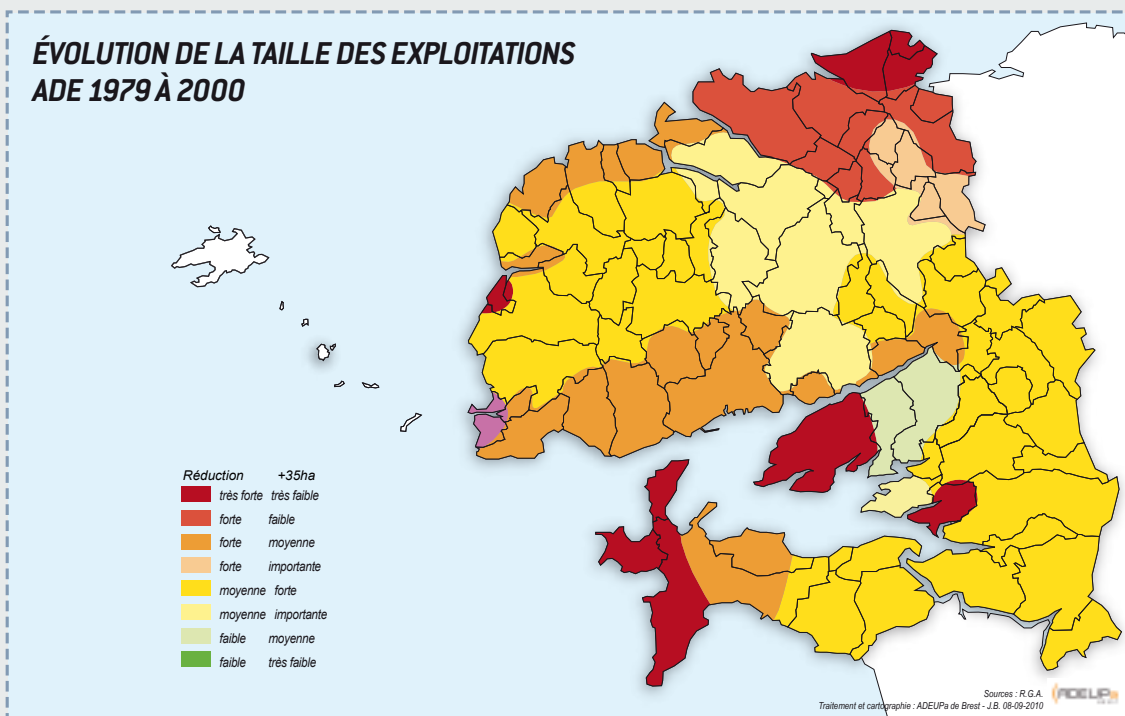 ÉVOLUTION DE LA TAILLE DES EXPLOITATIONS
ADE 1979 À 2000
Réduction +35ha
très forte très faible
forte faible
forte moyenne
forte importante
moyenne forte
moyenne importante
faible moyenne
faible très faible
Sources : R.G.A.
Traitement et cartographie : ADEUPa de Brest - J.B. 08-09-2010
ADEUPa